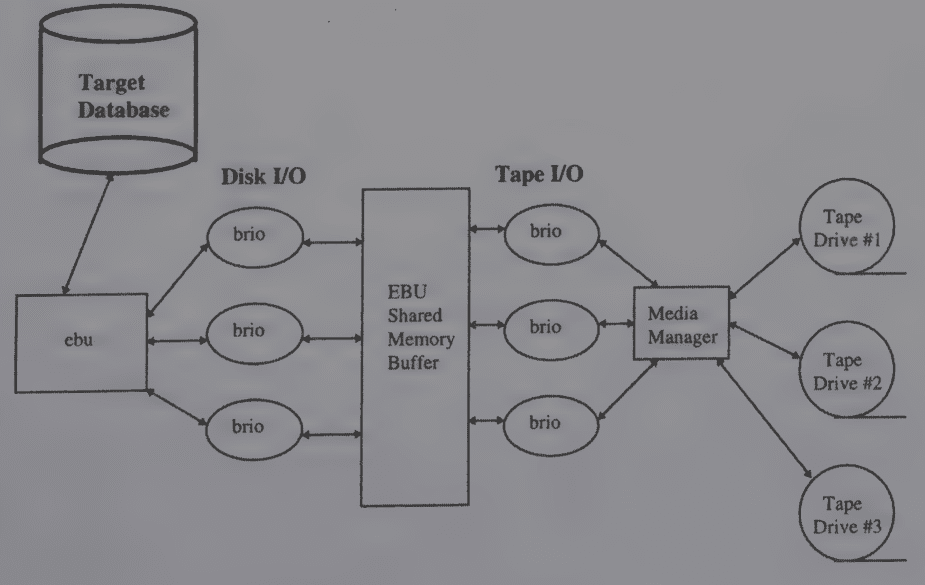 Target
Database
Disk I/O
Tape I/O
brio
brio
Tape
Drive #1
ebu
brio
EBU
Shared
Memory
Buffer
brio
Media
Manager
Tape
Drive #2
brio
brio
Tape
Drive #3